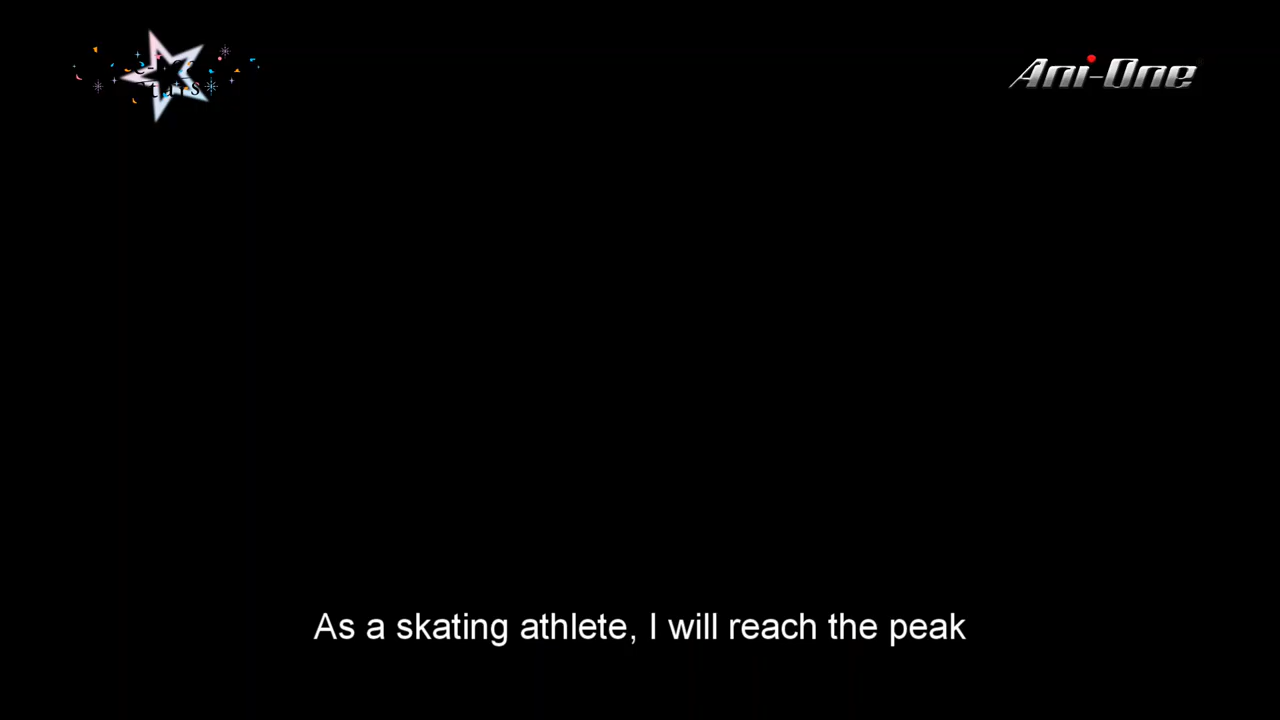 Ani-One
As a skating athlete, I will reach the peak